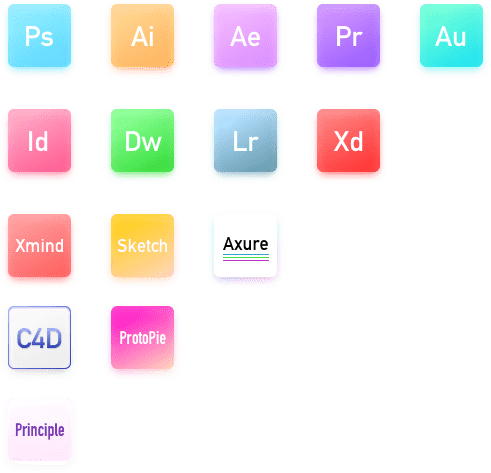 Ps
Ai
Ae
Pr
Au
Id
Dw
Lr
Xd
Xmind
Sketch
Axure
C4D
ProtoPie
Principle